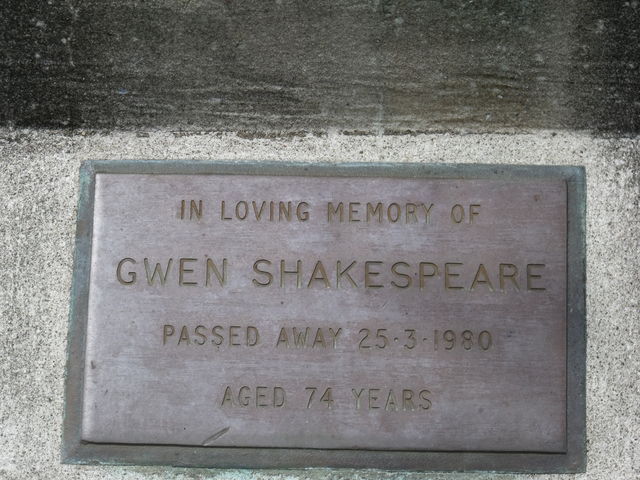 IN LOVING MEMORY OF
GWEN SHAKESPEARE
PASSED AWAY 25·3·1980
AGED 74 YEARS